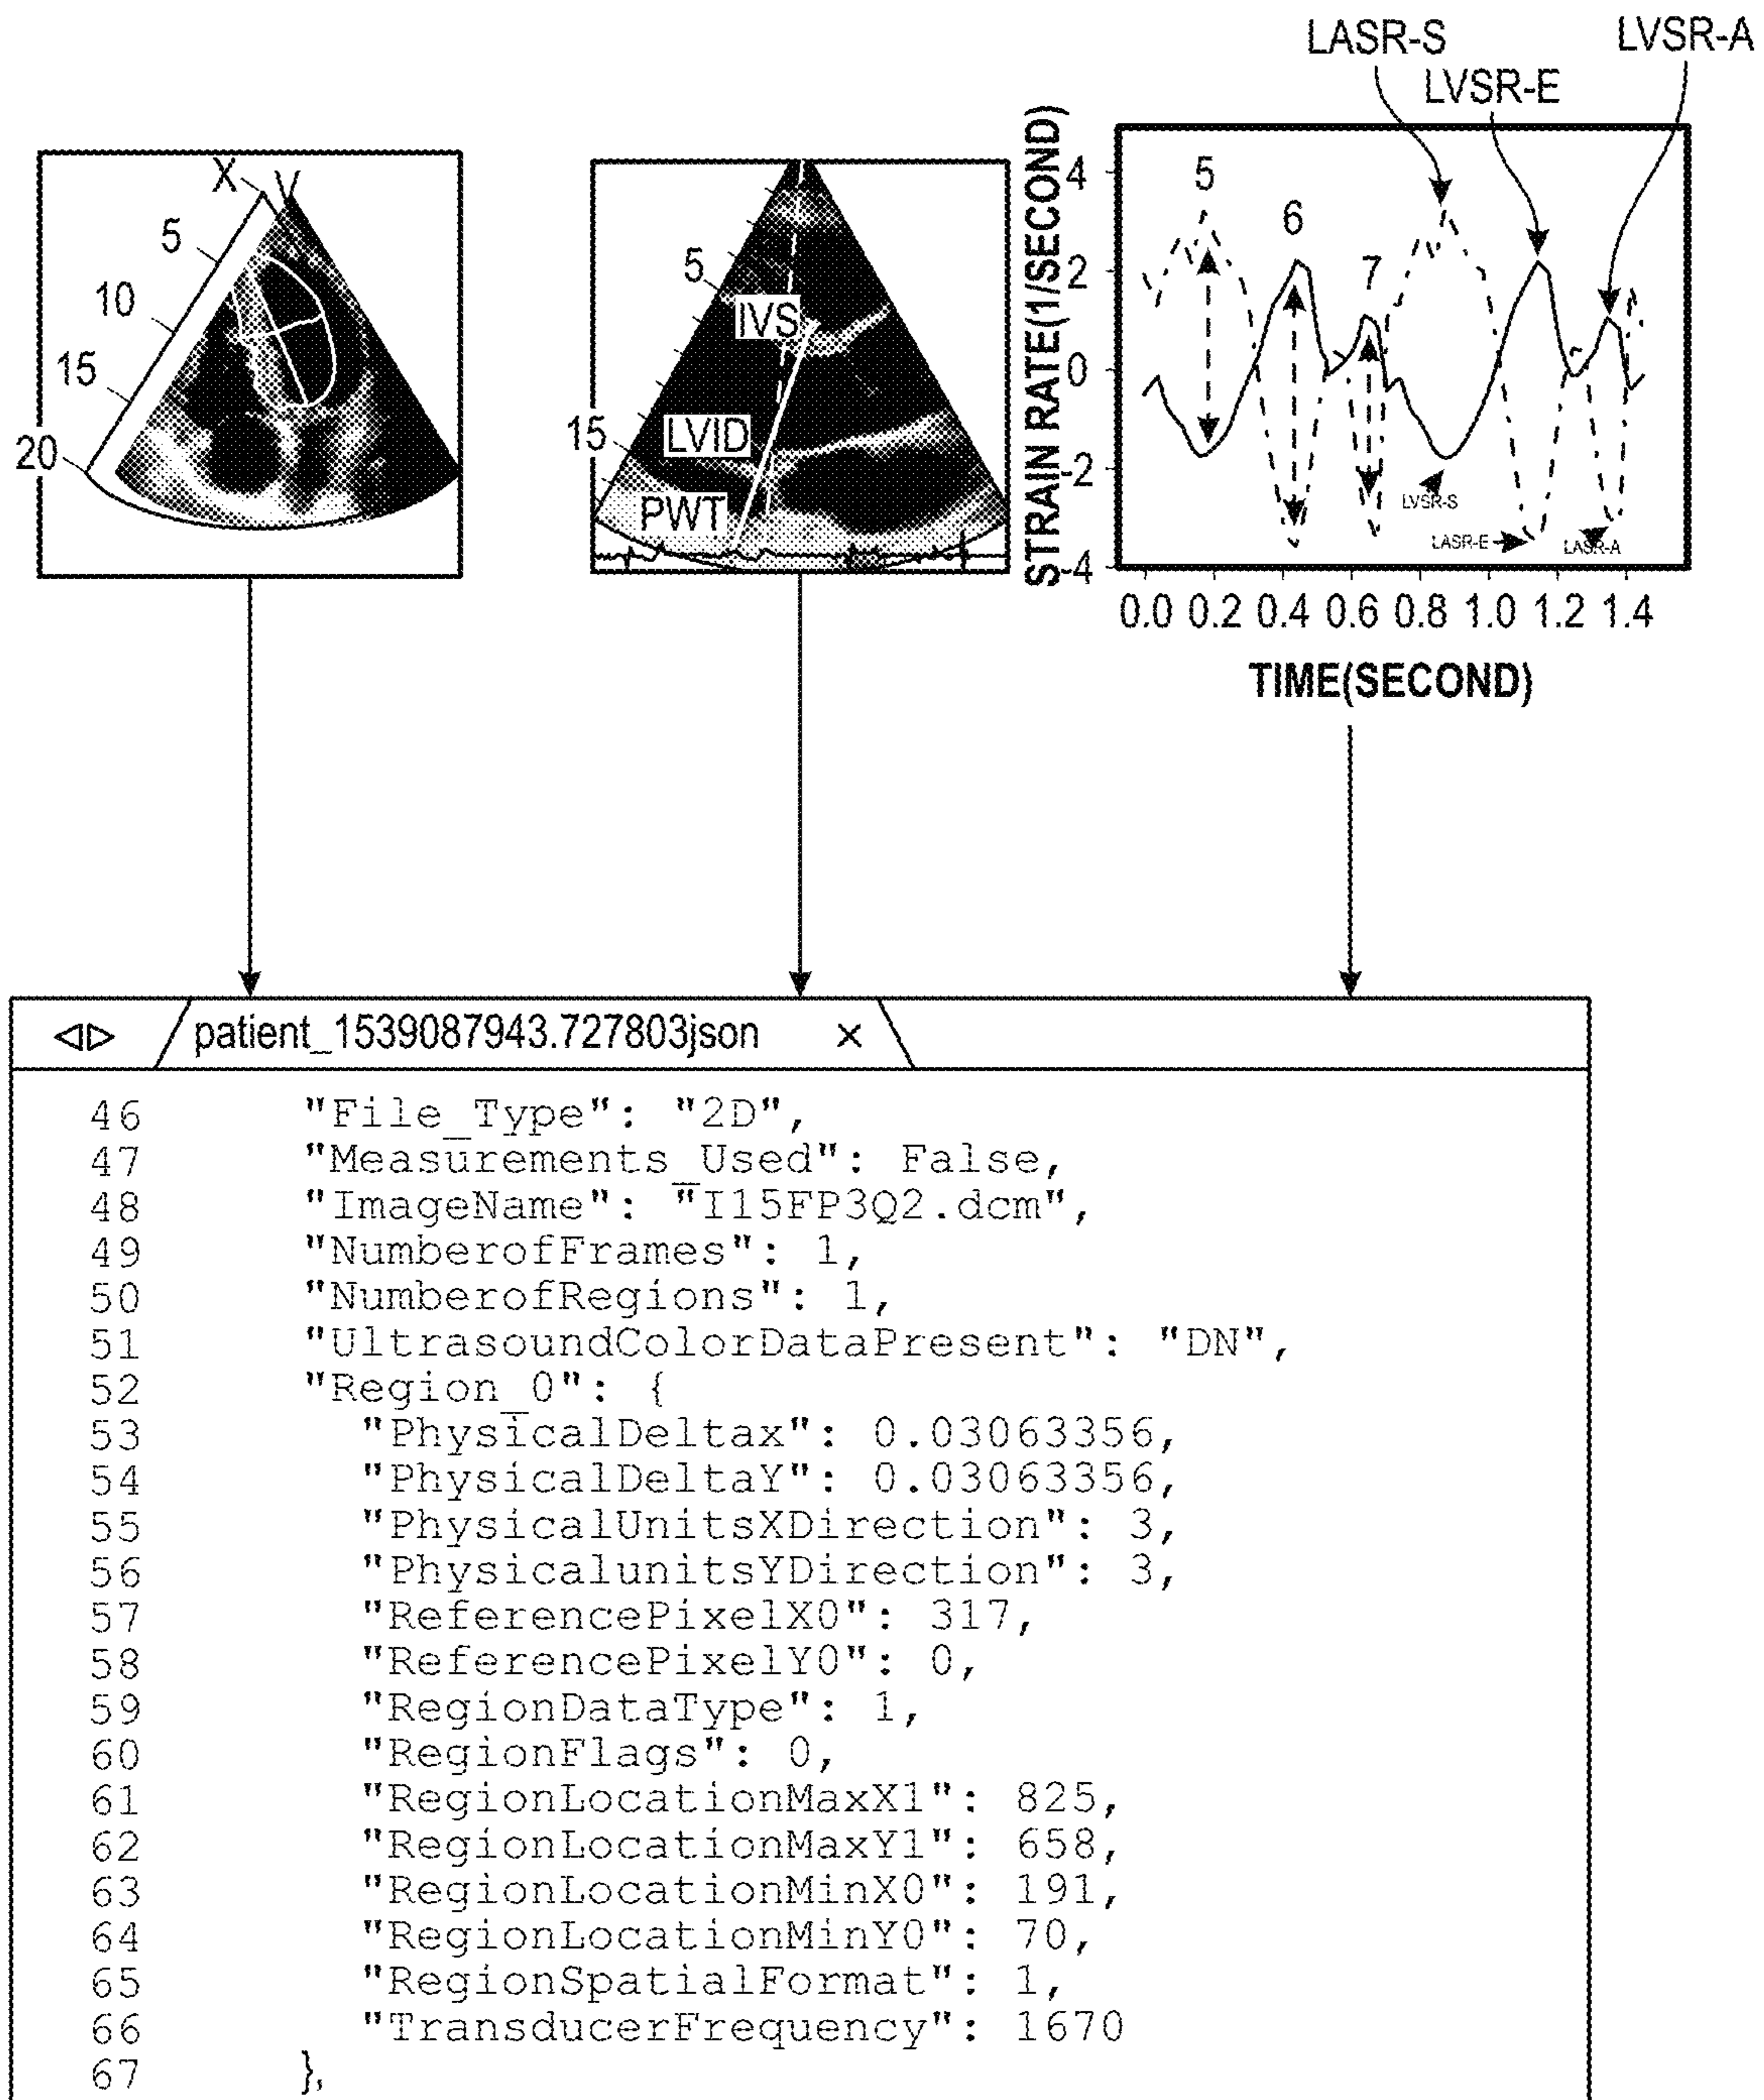 LASR-S
LVSR-A
LVSR-E
X
V
5
10
15
20
5
IVS
15
LVID
PWT
STRAIN RATE(1/SECOND)
4
2
0
-2
-4
5
6
7
LVSR-S
LASR-E
LASR-A
0.0 0.2 0.4 0.6 0.8 1.0 1.2 1.4
TIME(SECOND)
patient_1539087943.727803json ×
46 "File_Type": "2D",
47 "Measurements_Used": False,
48 "ImageName": "I15FP3Q2.dcm",
49 "NumberofFrames": 1,
50 "NumberofRegions": 1,
51 "UltrasoundColorDataPresent": "DN",
52 "Region_0": {
53 "PhysicalDeltax": 0.03063356,
54 "PhysicalDeltaY": 0.03063356,
55 "PhysicalUnitsXDirection": 3,
56 "PhysicalunitsYDirection": 3,
57 "ReferencePixelX0": 317,
58 "ReferencePixelY0": 0,
59 "RegionDataType": 1,
60 "RegionFlags": 0,
61 "RegionLocationMaxX1": 825,
62 "RegionLocationMaxY1": 658,
63 "RegionLocationMinX0": 191,
64 "RegionLocationMinY0": 70,
65 "RegionSpatialFormat": 1,
66 "TransducerFrequency": 1670
67 },